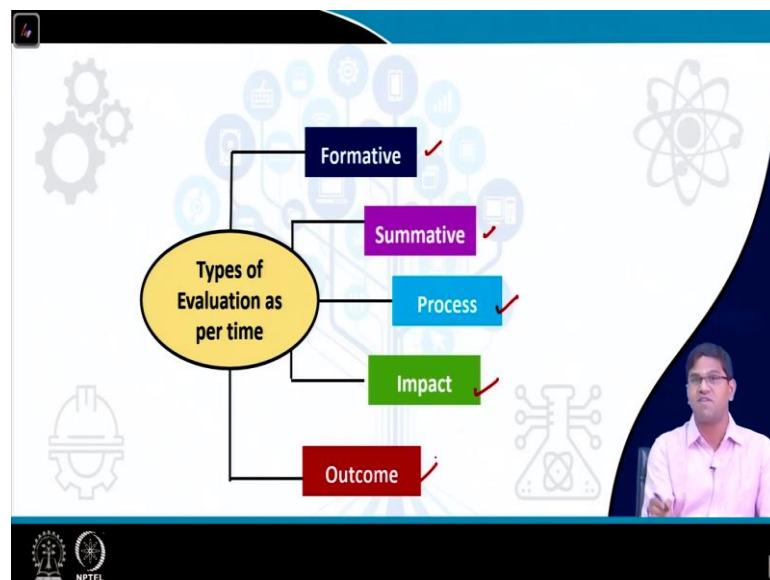 Formative
Summative
Types of
Evaluation as
per time
Process
Impact
Outcome
NPTEL